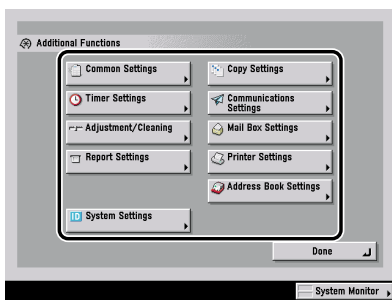 Additional Functions
Common Settings
Copy Settings
Timer Settings
Communications
Settings
Adjustment/Cleaning
Mail Box Settings
Report Settings
Printer Settings
Address Book Settings
ID System Settings
Done
System Monitor